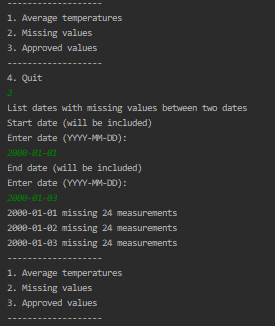 -------------------
1. Average temperatures
2. Missing values
3. Approved values
-------------------
4. Quit
2
List dates with missing values between two dates
Start date (will be included)
Enter date (YYYY-MM-DD):
2000-01-01
End date (will be included)
Enter date (YYYY-MM-DD):
2000-01-03
2000-01-01 missing 24 measurements
2000-01-02 missing 24 measurements
2000-01-03 missing 24 measurements
-------------------
1. Average temperatures
2. Missing values
3. Approved values
-------------------